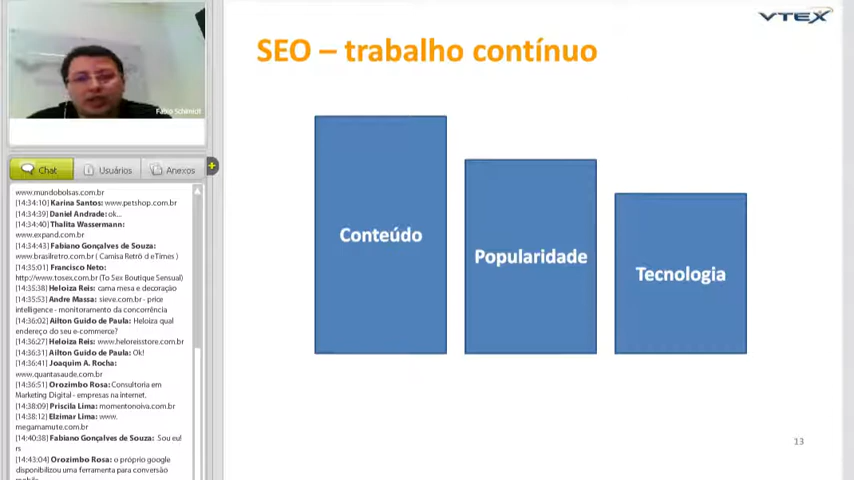 VTEX
SEO – trabalho contínuo
Fabio Schimidt
Chat
Usuários
Anexos
www.mundobolsas.com.br
[14:34:10] Karina Santos: www.petshop.com.br
[14:34:39] Daniel Andrade: ok...
[14:34:40] Thalita Wassermann:
www.expand.com.br
[14:34:43] Fabiano Gonçalves de Souza:
www.brasilretro.com.br ( Camisa Retrô d eTimes )
[14:35:01] Francisco Neto:
http://www.tosex.com.br (To Sex Boutique Sensual)
[14:35:38] Heloiza Reis: cama mesa e decoração
[14:35:53] Andre Massa: sieve.com.br - price
intelligence - monitoramento da concorrência
[14:36:02] Ailton Guido de Paula: Heloiza qual
endereço do seu e-commerce?
[14:36:27] Heloiza Reis: www.heloreisstore.com.br
[14:36:31] Ailton Guido de Paula: Ok!
[14:36:41] Joaquim A. Rocha:
www.quantasaude.com.br
[14:36:51] Orozimbo Rosa: Consultoria em
Marketing Digital - empresas na internet.
[14:38:09] Priscila Lima: momentonoiva.com.br
[14:38:12] Elzimar Lima: www.
megamamute.com.br
[14:40:38] Fabiano Gonçalves de Souza: Sou eu!
rs
[14:43:04] Orozimbo Rosa: o próprio google
disponibilizou uma ferramenta para conversão
Conteúdo
Popularidade
Tecnologia
13